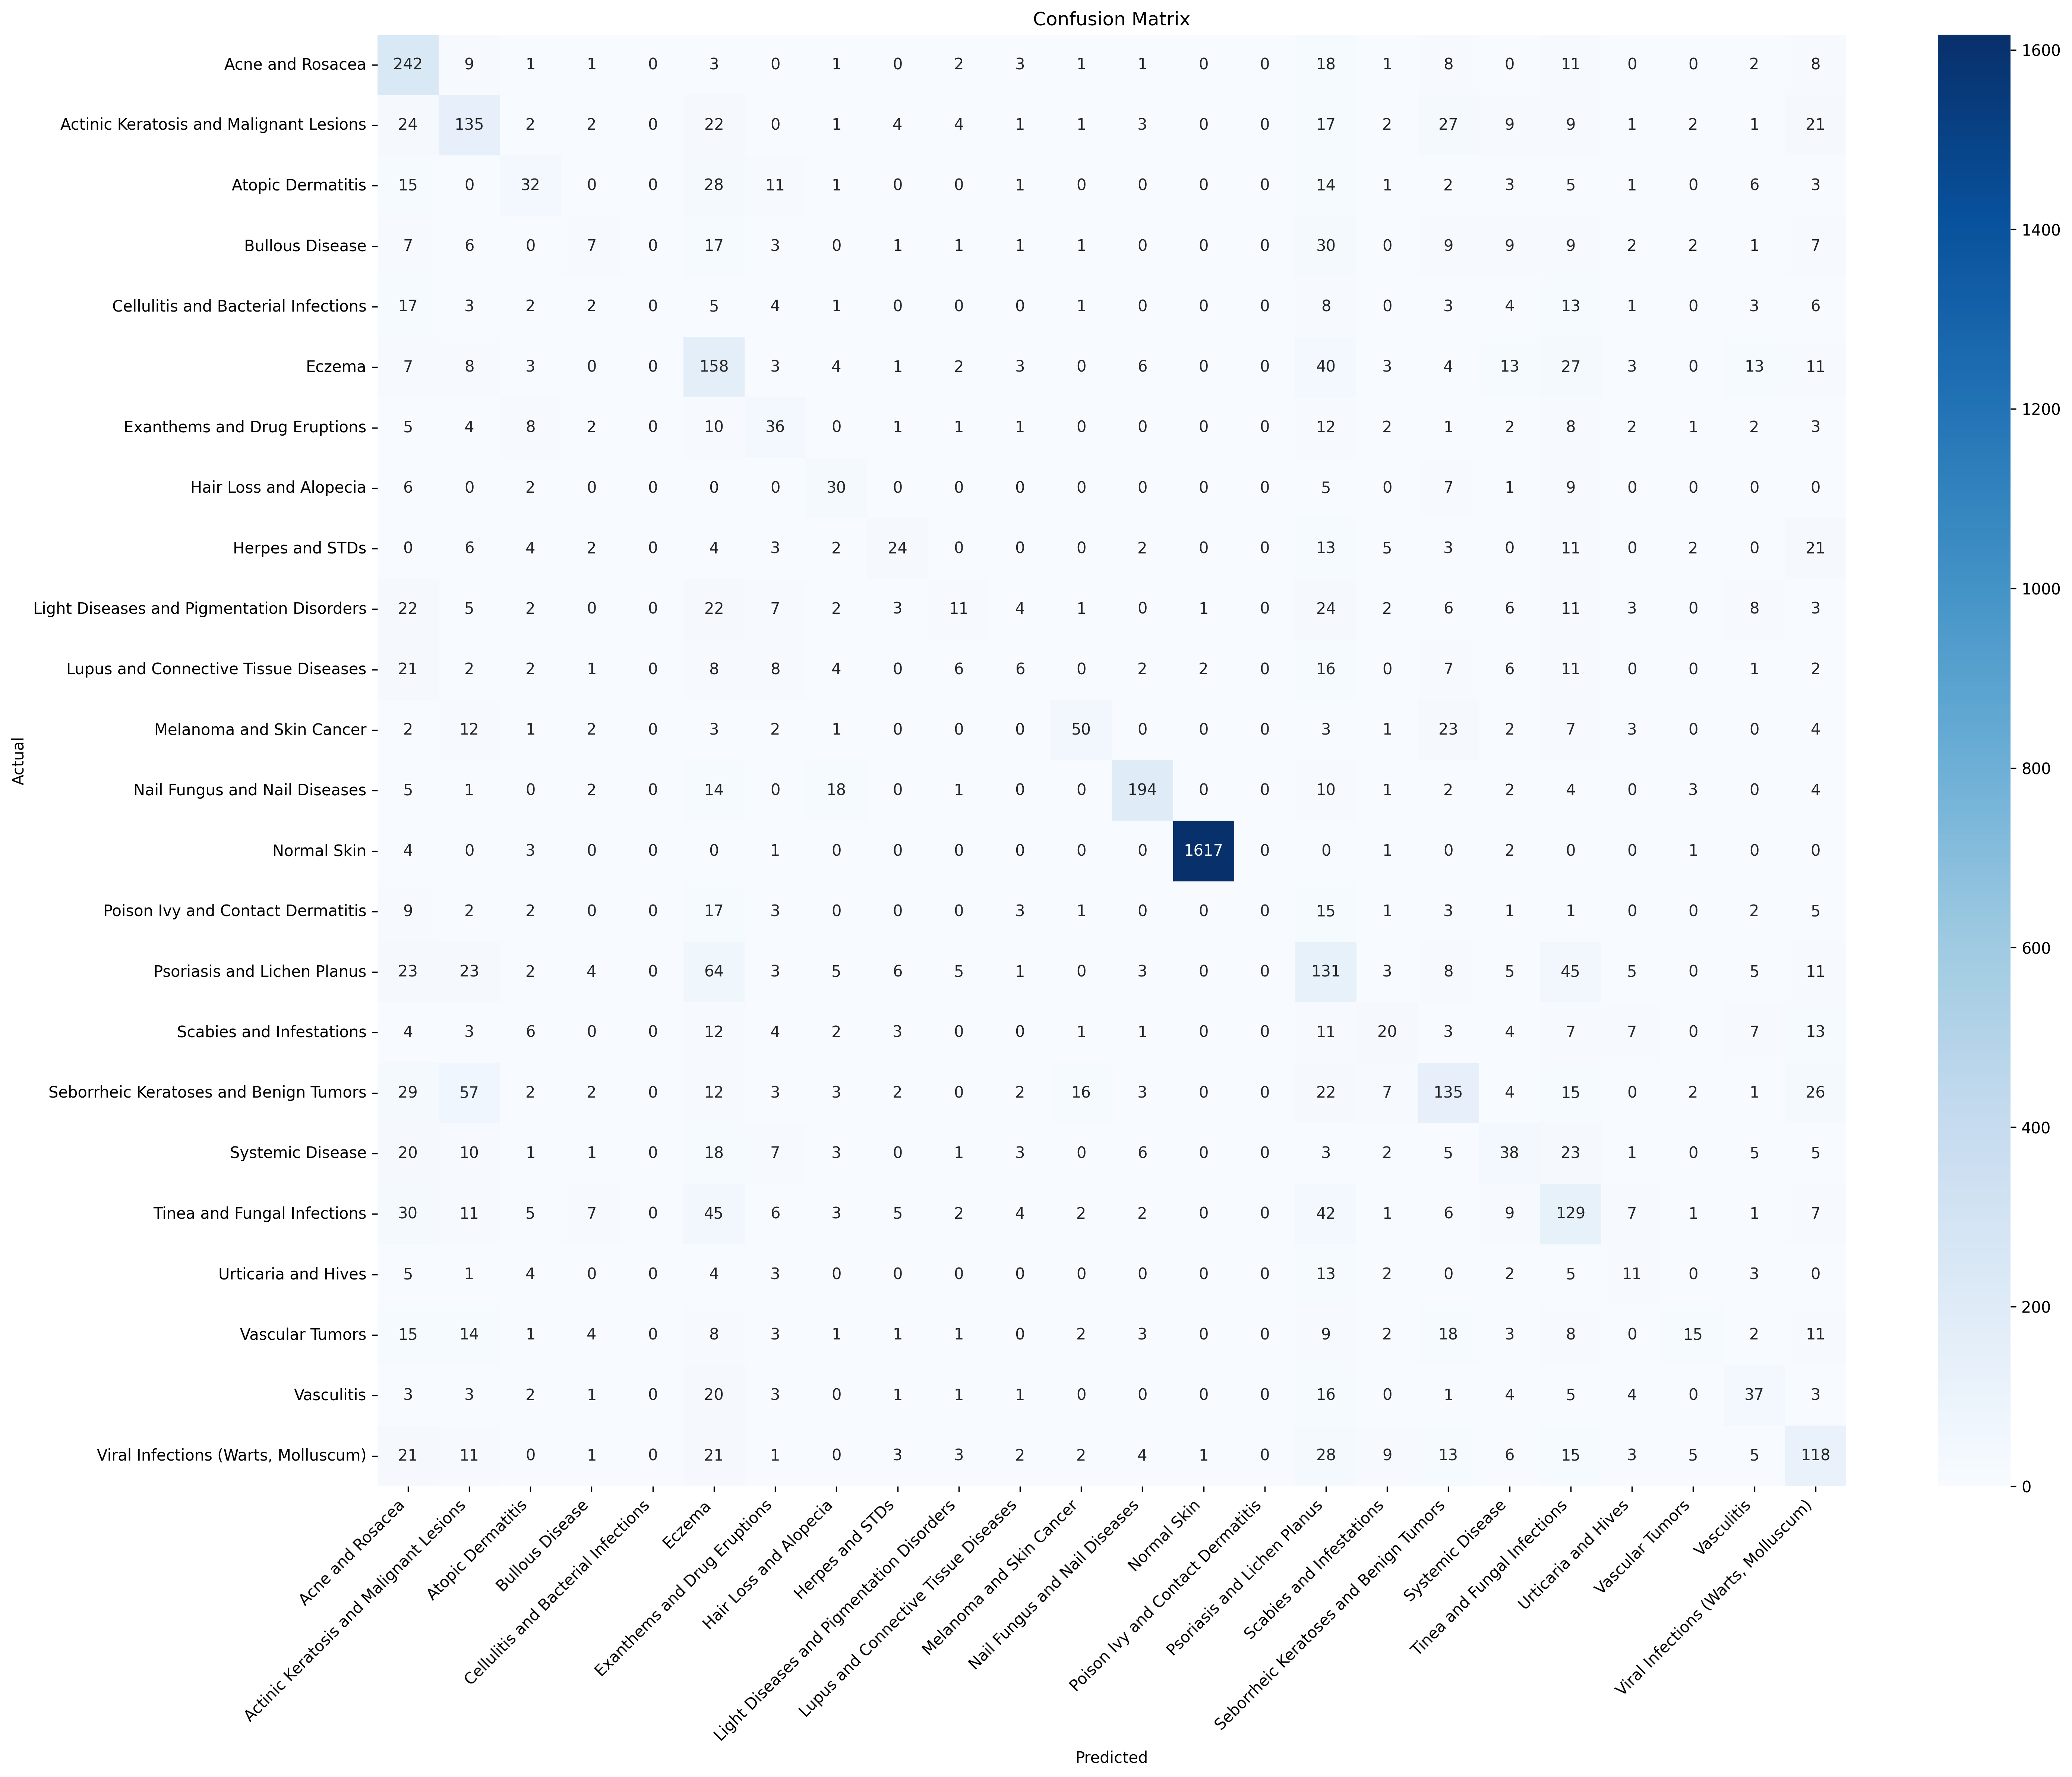 Confusion Matrix
Acne and Rosacea 242 9 1 1 0 3 0 1 0 2 3 1 1 0 0 18 1 8 0 11 0 0 2 8
Actinic Keratosis and Malignant Lesions 24 135 2 2 0 22 0 1 4 4 1 1 3 0 0 17 2 27 9 9 1 2 1 21
Atopic Dermatitis 15 0 32 0 0 28 11 1 0 0 1 0 0 0 0 14 1 2 3 5 1 0 6 3
Bullous Disease 7 6 0 7 0 17 3 0 1 1 1 1 0 0 0 30 0 9 9 9 2 2 1 7
Cellulitis and Bacterial Infections 17 3 2 2 0 5 4 1 0 0 0 1 0 0 0 8 0 3 4 13 1 0 3 6
Eczema 7 8 3 0 0 158 3 4 1 2 3 0 6 0 0 40 3 4 13 27 3 0 13 11
Exanthems and Drug Eruptions 5 4 8 2 0 10 36 0 1 1 1 0 0 0 0 12 2 1 2 8 2 1 2 3
Hair Loss and Alopecia 6 0 2 0 0 0 0 30 0 0 0 0 0 0 0 5 0 7 1 9 0 0 0 0
Herpes and STDs 0 6 4 2 0 4 3 2 24 0 0 0 2 0 0 13 5 3 0 11 0 2 0 21
Light Diseases and Pigmentation Disorders 22 5 2 0 0 22 7 2 3 11 4 1 0 1 0 24 2 6 6 11 3 0 8 3
Lupus and Connective Tissue Diseases 21 2 2 1 0 8 8 4 0 6 6 0 2 2 0 16 0 7 6 11 0 0 1 2
Melanoma and Skin Cancer 2 12 1 2 0 3 2 1 0 0 0 50 0 0 0 3 1 23 2 7 3 0 0 4
Nail Fungus and Nail Diseases 5 1 0 2 0 14 0 18 0 1 0 0 194 0 0 10 1 2 2 4 0 3 0 4
Normal Skin 4 0 3 0 0 0 1 0 0 0 0 0 0 1617 0 0 1 0 2 0 0 1 0 0
Poison Ivy and Contact Dermatitis 9 2 2 0 0 17 3 0 0 0 3 1 0 0 0 15 1 3 1 1 0 0 2 5
Psoriasis and Lichen Planus 23 23 2 4 0 64 3 5 6 5 1 0 3 0 0 131 3 8 5 45 5 0 5 11
Scabies and Infestations 4 3 6 0 0 12 4 2 3 0 0 1 1 0 0 11 20 3 4 7 7 0 7 13
Seborrheic Keratoses and Benign Tumors 29 57 2 2 0 12 3 3 2 0 2 16 3 0 0 22 7 135 4 15 0 2 1 26
Systemic Disease 20 10 1 1 0 18 7 3 0 1 3 0 6 0 0 3 2 5 38 23 1 0 5 5
Tinea and Fungal Infections 30 11 5 7 0 45 6 3 5 2 4 2 2 0 0 42 1 6 9 129 7 1 1 7
Urticaria and Hives 5 1 4 0 0 4 3 0 0 0 0 0 0 0 0 13 2 0 2 5 11 0 3 0
Vascular Tumors 15 14 1 4 0 8 3 1 1 1 0 2 3 0 0 9 2 18 3 8 0 15 2 11
Vasculitis 3 3 2 1 0 20 3 0 1 1 1 0 0 0 0 16 0 1 4 5 4 0 37 3
Viral Infections (Warts, Molluscum) 21 11 0 1 0 21 1 0 3 3 2 2 4 1 0 28 9 13 6 15 3 5 5 118
Actual
Acne and Rosacea
Actinic Keratosis and Malignant Lesions
Atopic Dermatitis
Bullous Disease
Cellulitis and Bacterial Infections
Eczema
Exanthems and Drug Eruptions
Hair Loss and Alopecia
Herpes and STDs
Light Diseases and Pigmentation Disorders
Lupus and Connective Tissue Diseases
Melanoma and Skin Cancer
Nail Fungus and Nail Diseases
Normal Skin
Poison Ivy and Contact Dermatitis
Psoriasis and Lichen Planus
Scabies and Infestations
Seborrheic Keratoses and Benign Tumors
Systemic Disease
Tinea and Fungal Infections
Urticaria and Hives
Vascular Tumors
Vasculitis
Viral Infections (Warts, Molluscum)
Predicted
1600
1400
1200
1000
800
600
400
200
0